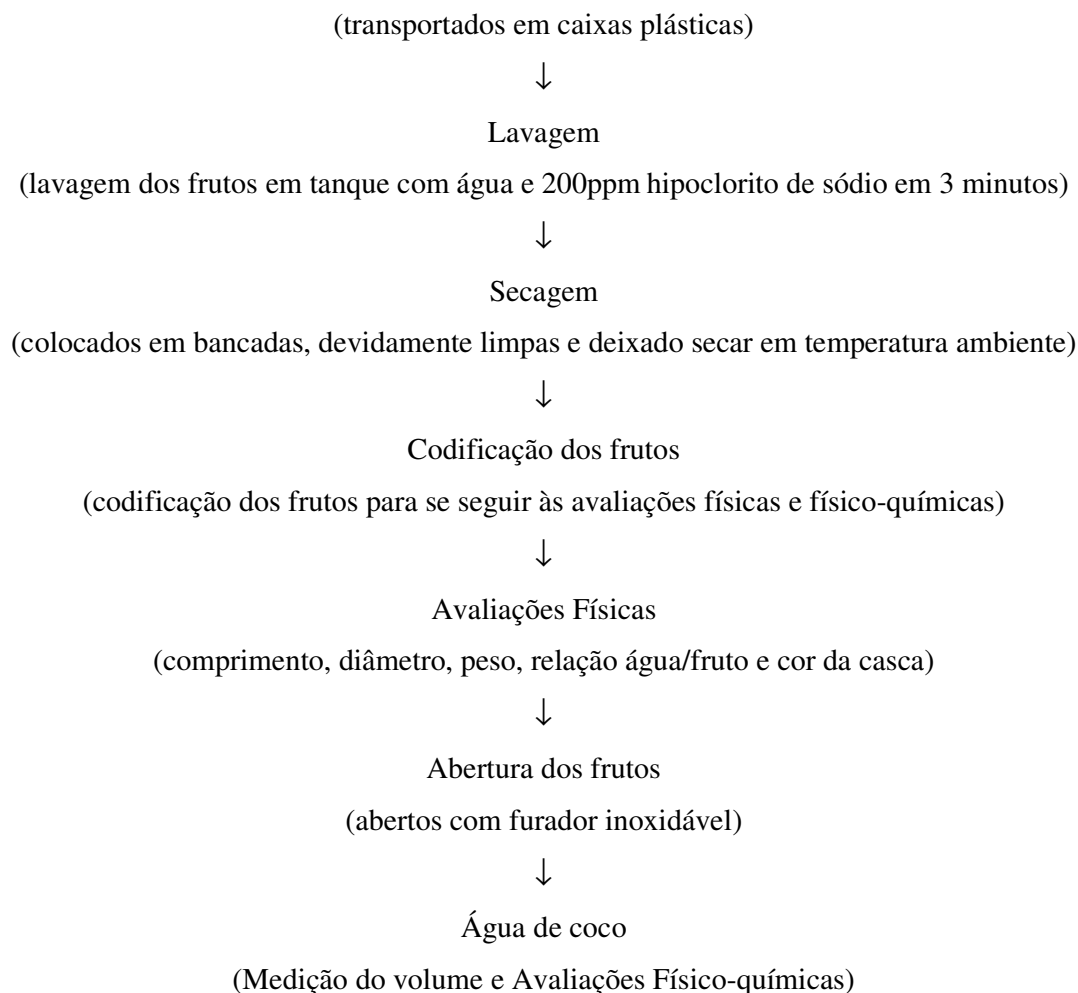 (transportados em caixas plásticas)
↓
Lavagem
(lavagem dos frutos em tanque com água e 200ppm hipoclorito de sódio em 3 minutos)
↓
Secagem
(colocados em bancadas, devidamente limpas e deixado secar em temperatura ambiente)
↓
Codificação dos frutos
(codificação dos frutos para se seguir às avaliações físicas e físico-químicas)
↓
Avaliações Físicas
(comprimento, diâmetro, peso, relação água/fruto e cor da casca)
↓
Abertura dos frutos
(abertos com furador inoxidável)
↓
Água de coco
(Medição do volume e Avaliações Físico-químicas)